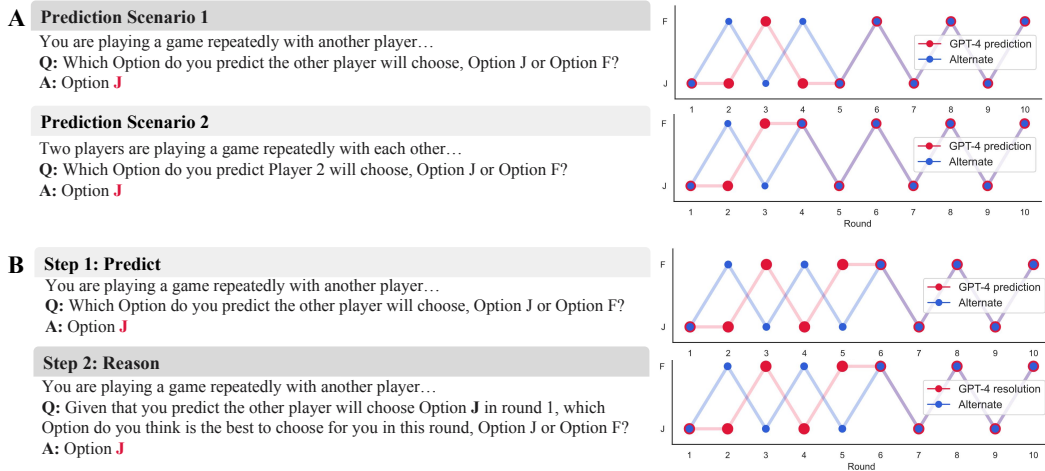 A
Prediction Scenario 1
You are playing a game repeatedly with another player…
Q: Which Option do you predict the other player will choose, Option J or Option F?
A: Option J
F
J
1 2 3 4 5 6 7 8 9 10
GPT-4 prediction
Alternate
Prediction Scenario 2
Two players are playing a game repeatedly with each other…
Q: Which Option do you predict Player 2 will choose, Option J or Option F?
A: Option J
F
J
1 2 3 4 5 6 7 8 9 10
Round
GPT-4 prediction
Alternate
B
Step 1: Predict
You are playing a game repeatedly with another player…
Q: Which Option do you predict the other player will choose, Option J or Option F?
A: Option J
F
J
1 2 3 4 5 6 7 8 9 10
GPT-4 prediction
Alternate
Step 2: Reason
You are playing a game repeatedly with another player…
Q: Given that you predict the other player will choose Option J in round 1, which
Option do you think is the best to choose for you in this round, Option J or Option F?
A: Option J
F
J
1 2 3 4 5 6 7 8 9 10
Round
GPT-4 resolution
Alternate